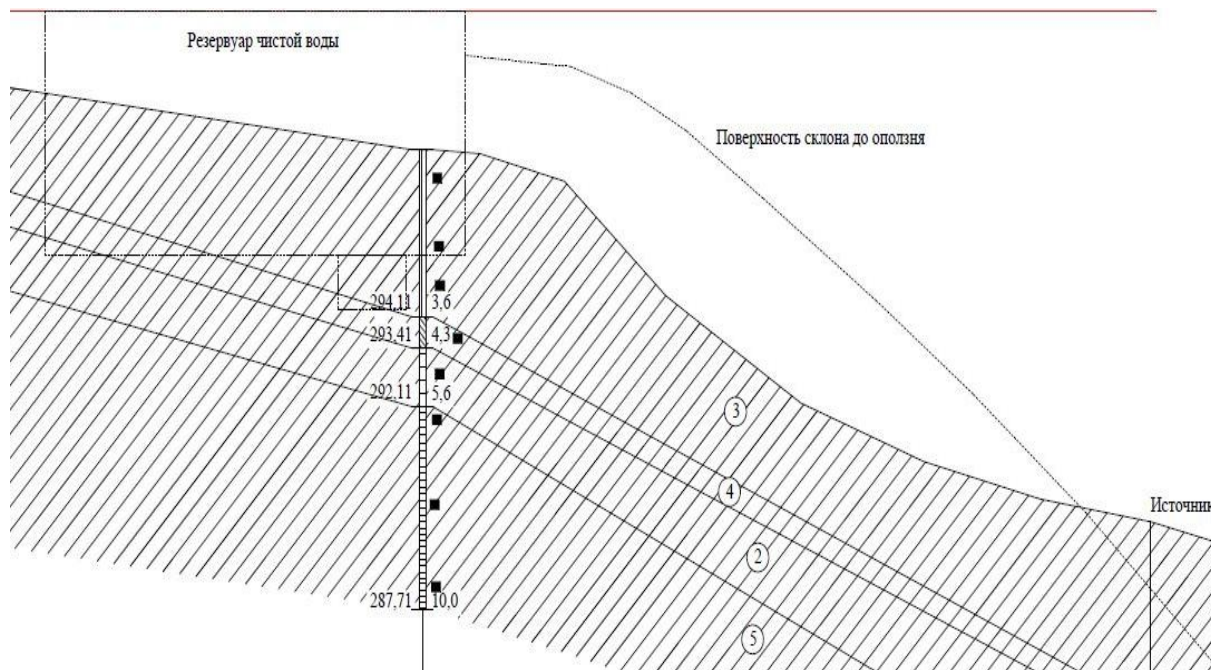 Резервуар чистой воды
Поверхность склона до оползня
294,11 3,6
293,41 4,3
292,11 5,6
3
4
Источник
2
287,71 10,0
5